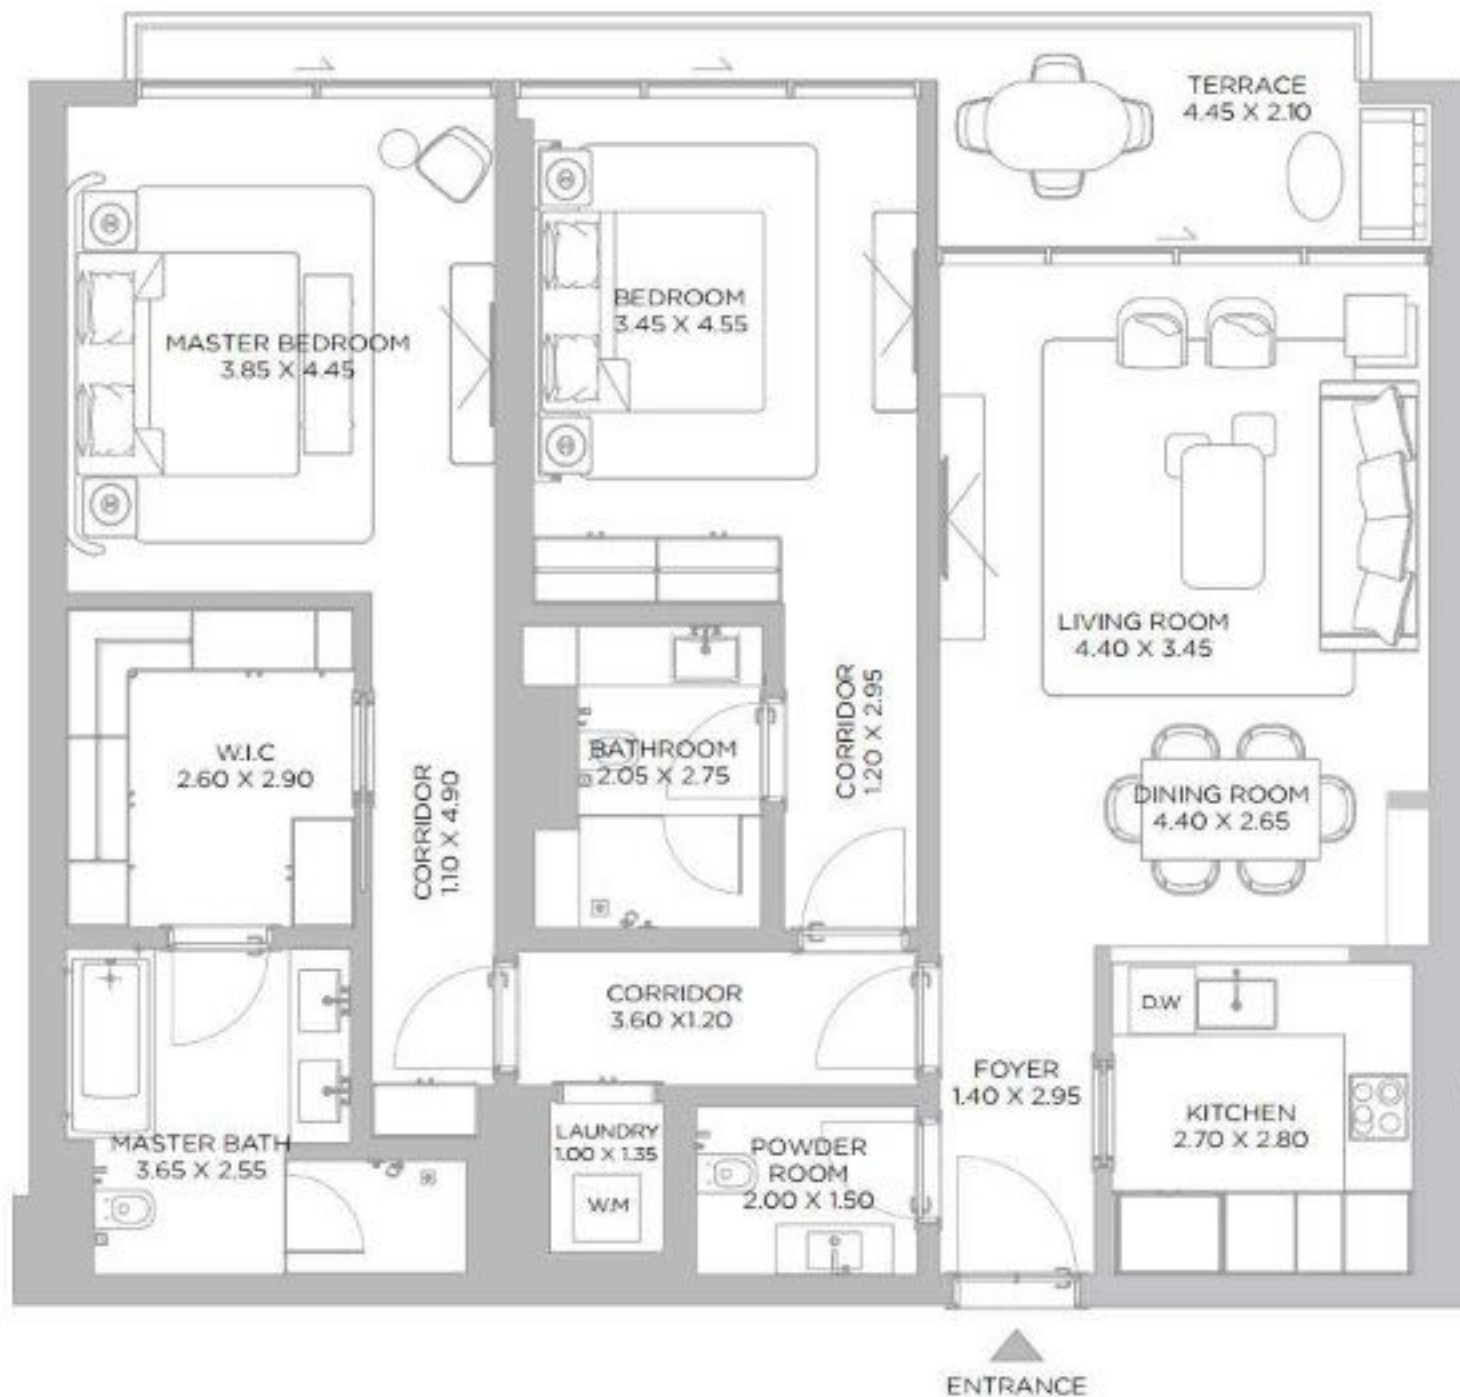 TERRACE
4.45 X 2.10
BEDROOM
3.45 X 4.55
MASTER BEDROOM
3.85 X 4.45
LIVING ROOM
4.40 X 3.45
W.I.C
2.60 X 2.90
BATHROOM
2.05 X 2.75
CORRIDOR
1.20 X 2.95
CORRIDOR
1.10 X 4.90
DINING ROOM
4.40 X 2.65
CORRIDOR
3.60 X1.20
D.W
FOYER
1.40 X 2.95
KITCHEN
2.70 X 2.80
MASTER BATH
3.65 X 2.55
LAUNDRY
1.00 X 1.35
W.M
POWDER
ROOM
2.00 X 1.50
ENTRANCE